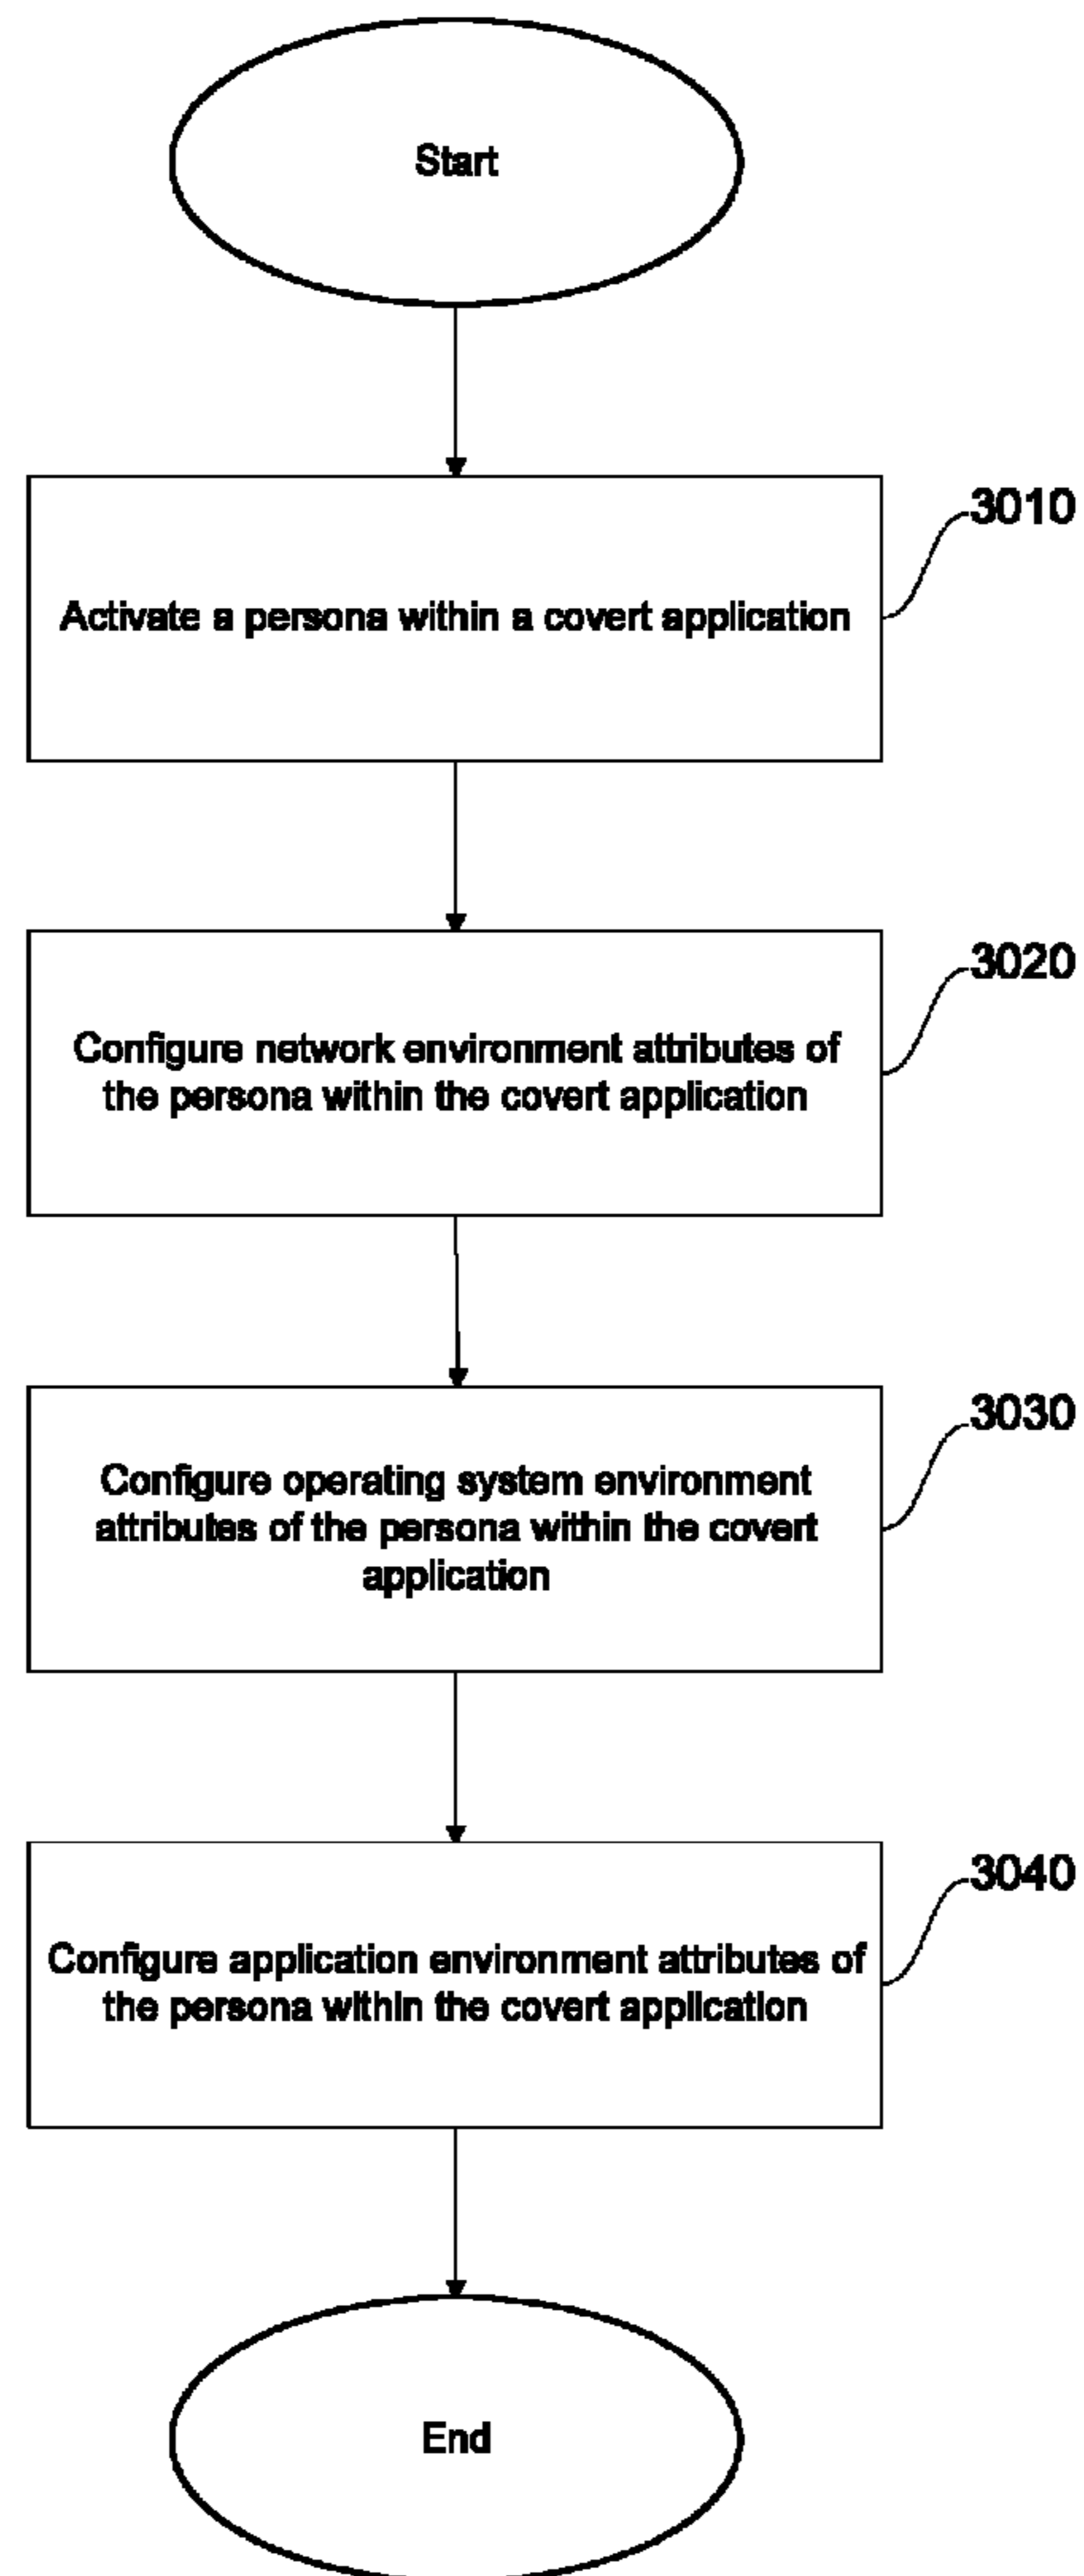 Start
3010
Activate a persona within a covert application
3020
Configure network environment attributes of
the persona within the covert application
3030
Configure operating system environment
attributes of the persona within the covert
application
3040
Configure application environment attributes of
the persona within the covert application
End